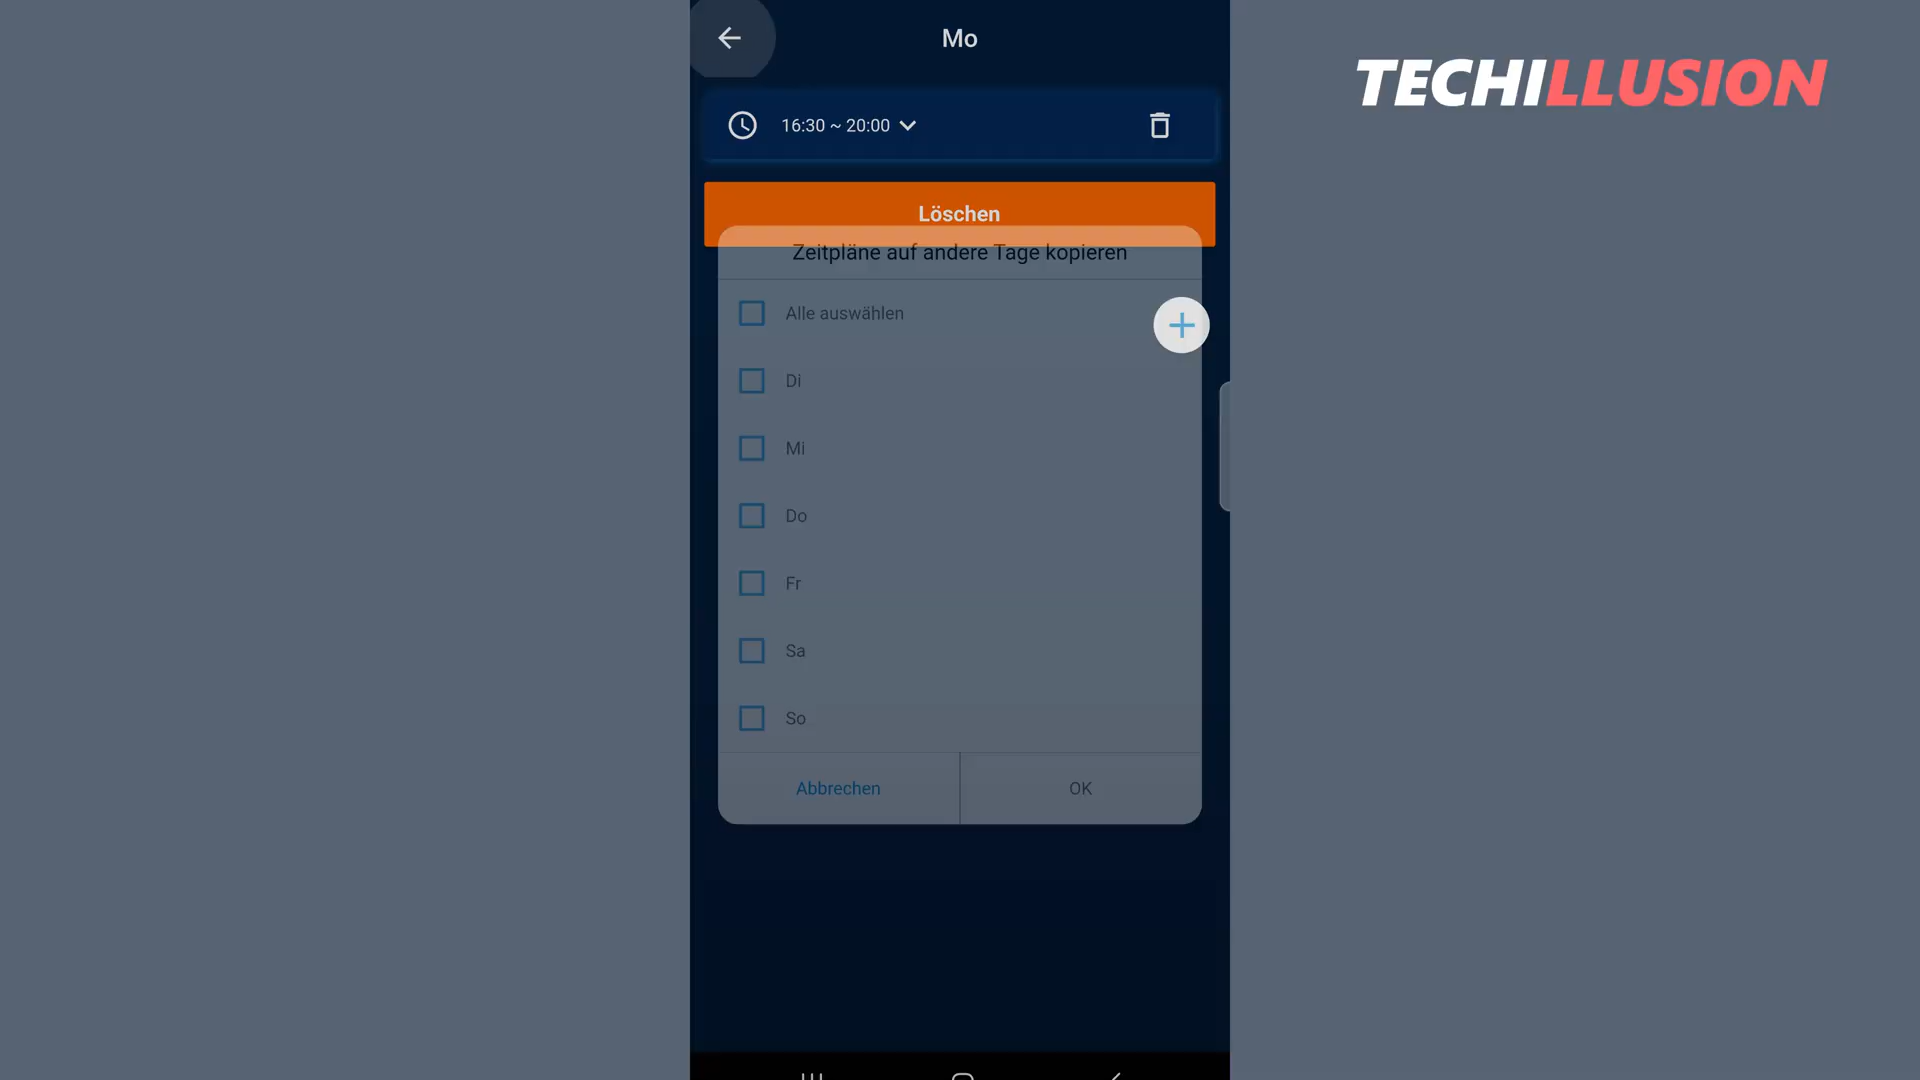 Mo
TECHILLUSION
16:30 ~ 20:00
Löschen
Zeitpläne auf andere Tage kopieren
Alle auswählen
Di
Mi
Do
Fr
Sa
So
Abbrechen
OK